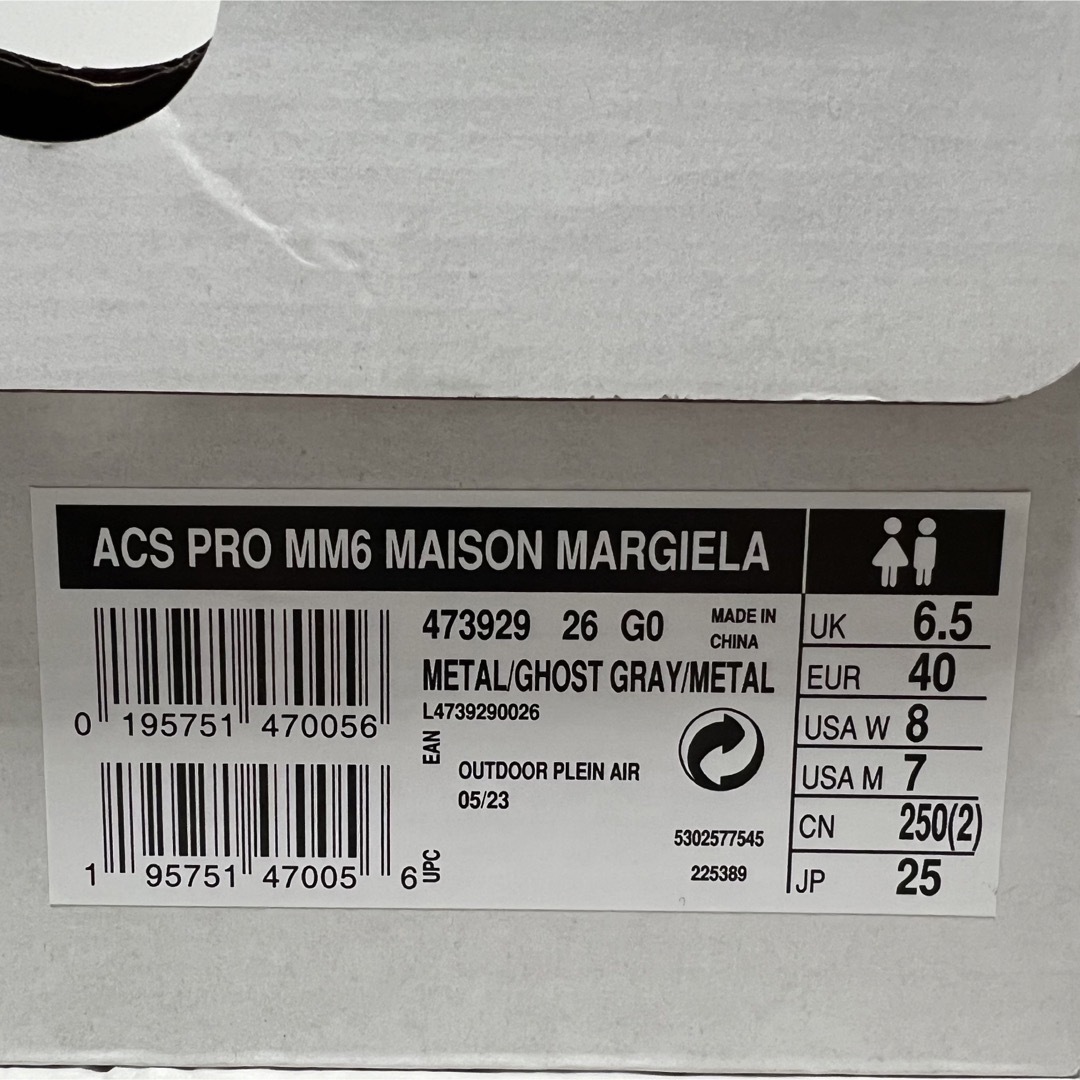 ACS PRO MM6 MAISON MARGIELA
473929 26 G0
MADE IN
CHINA
METAL/GHOST GRAY/METAL
L4739290026
0 195751 470056
EAN
OUTDOOR PLEIN AIR
05/23
5302577545
225389
1 95751 47005 6
UPC
UK 6.5
EUR 40
USA W 8
USA M 7
CN 250(2)
JP 25